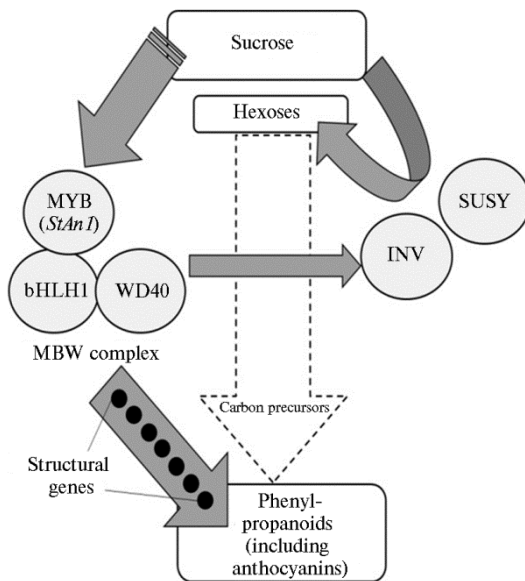 Sucrose
Hexoses
MYB
(StAn1)
SUSY
INV
bHLH1
WD40
MBW complex
Carbon precursors
Structural
genes
Phenyl-
propanoids
(including
anthocyanins)